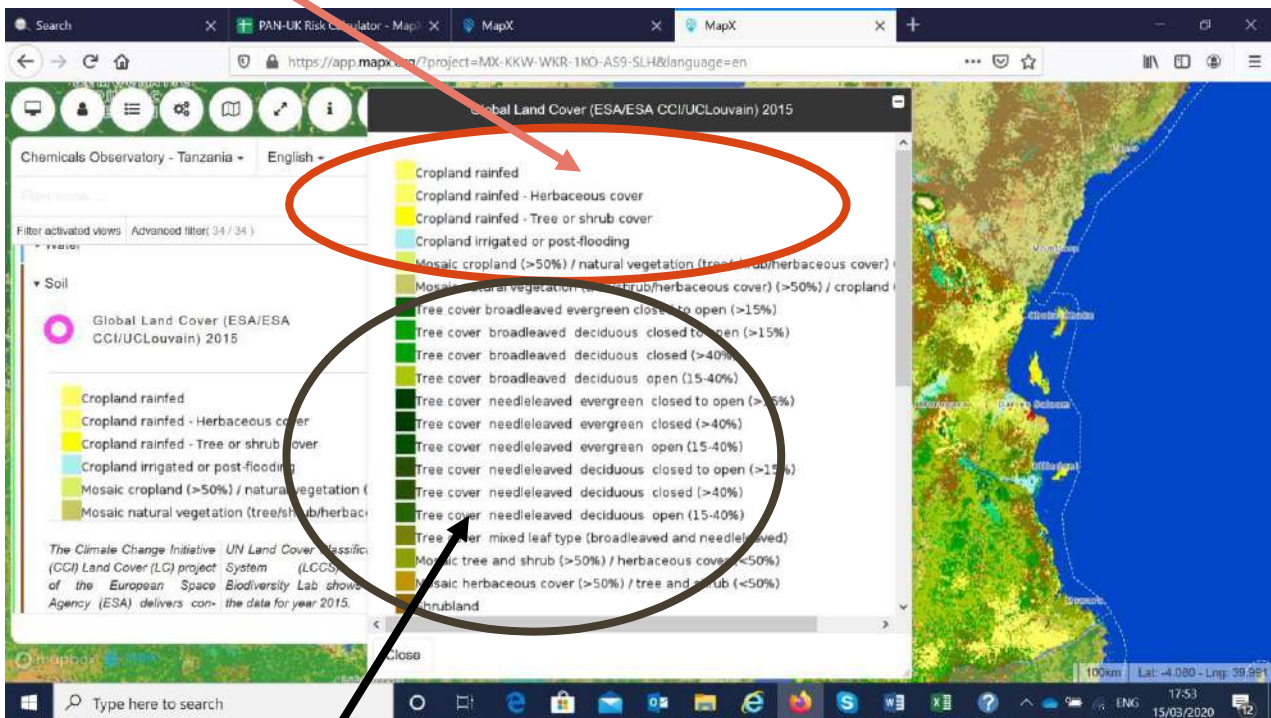 Search
PAN-UK Risk Calculator - MapX
MapX
MapX
https://app.mapx.org/?project=MX-KKW-WKR-1KO-AS9-SLH&language=en
Global Land Cover (ESA/ESA CCI/UCLouvain) 2015
Chemicals Observatory - Tanzania
English
Filter activated views
Advanced filter( 34 / 34 )
Water
Soil
Global Land Cover (ESA/ESA
CCI/UCLouvain) 2015
Cropland rainfed
Cropland rainfed - Herbaceous cover
Cropland rainfed - Tree or shrub cover
Cropland irrigated or post-flooding
Mosaic cropland (>50%) / natural vegetation (
Mosaic natural vegetation (tree/shrub/herbac
The Climate Change Initiative
(CCI) Land Cover (LC) project
of the European Space
Agency (ESA) delivers con-
UN Land Cover Classific
System (LCCS)
Biodiversity Lab shows
the data for year 2015.
Cropland rainfed
Cropland rainfed - Herbaceous cover
Cropland rainfed - Tree or shrub cover
Cropland irrigated or post-flooding
Mosaic cropland (>50%) / natural vegetation (tree/shrub/herbaceous cover) (
Mosaic natural vegetation (tree/shrub/herbaceous cover) (>50%) / cropland (
Tree cover broadleaved evergreen closed to open (>15%)
Tree cover broadleaved deciduous closed to open (>15%)
Tree cover broadleaved deciduous closed (>40%)
Tree cover broadleaved deciduous open (15-40%)
Tree cover needleleaved evergreen closed to open (>15%)
Tree cover needleleaved evergreen closed (>40%)
Tree cover needleleaved evergreen open (15-40%)
Tree cover needleleaved deciduous closed to open (>15%)
Tree cover needleleaved deciduous closed (>40%)
Tree cover needleleaved deciduous open (15-40%)
Tree cover mixed leaf type (broadleaved and needleleaved)
Mosaic tree and shrub (>50%) / herbaceous cover (<50%)
Mosaic herbaceous cover (>50%) / tree and shrub (<50%)
Shrubland
Close
Mombasa
Chake Chake
Dar es Salaam
mapbox
100km
Lat: -4.080 - Lng: 39.991
Type here to search
ENG
17:53
15/03/2020
12